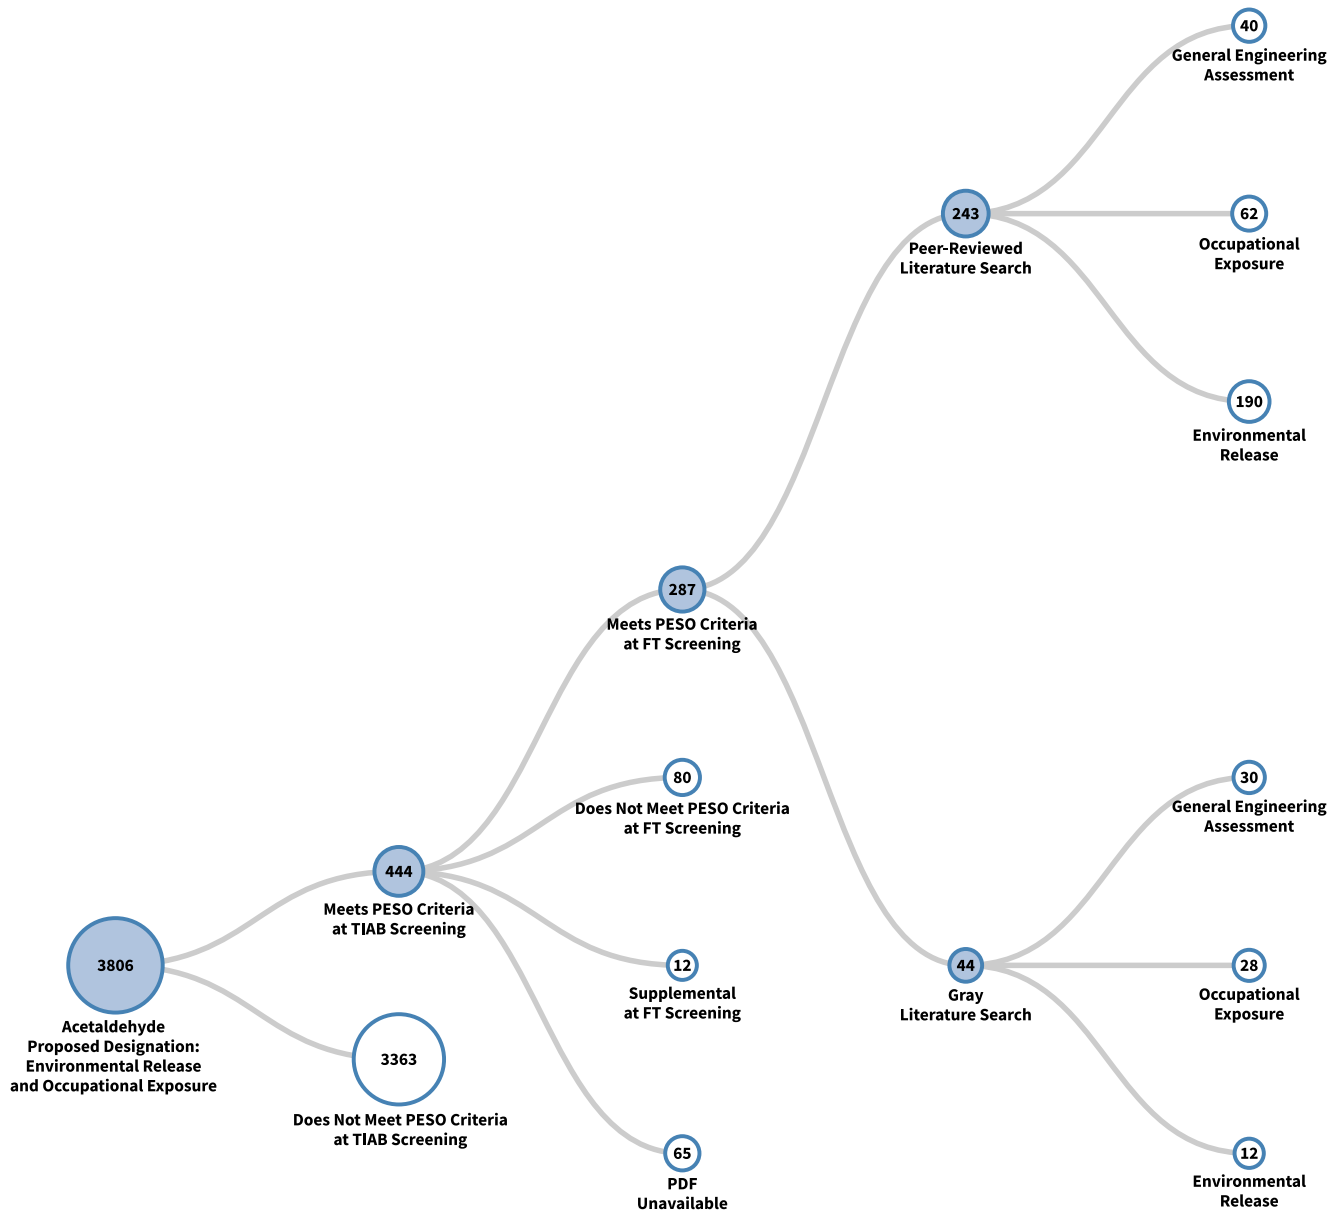 3806
Acetaldehyde
Proposed Designation:
Environmental Release
and Occupational Exposure
444
Meets PESO Criteria
at TIAB Screening
3363
Does Not Meet PESO Criteria
at TIAB Screening
287
Meets PESO Criteria
at FT Screening
80
Does Not Meet PESO Criteria
at FT Screening
12
Supplemental
at FT Screening
65
PDF
Unavailable
243
Peer-Reviewed
Literature Search
44
Gray
Literature Search
40
General Engineering
Assessment
62
Occupational
Exposure
190
Environmental
Release
30
General Engineering
Assessment
28
Occupational
Exposure
12
Environmental
Release